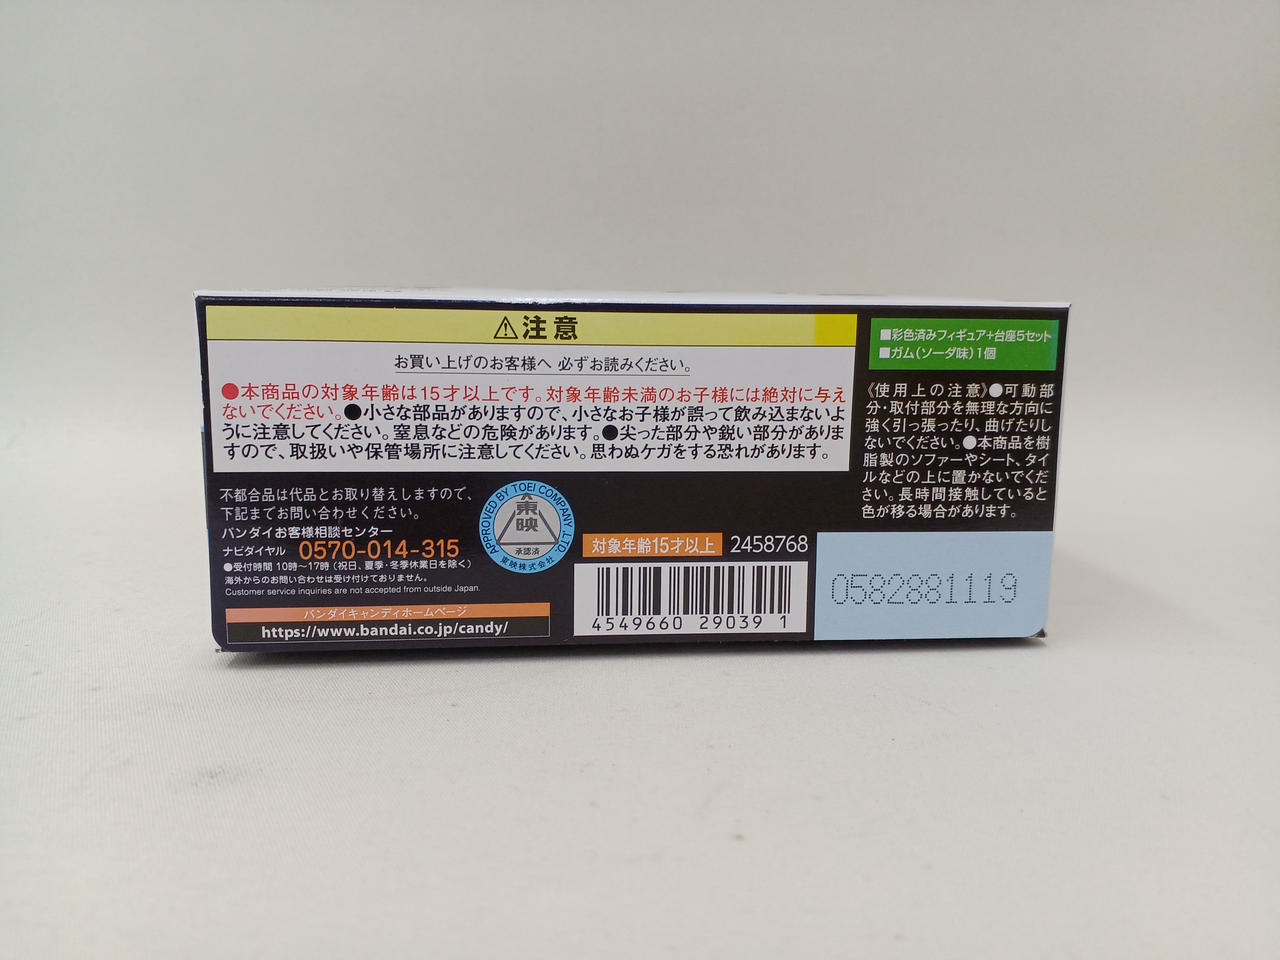 ⚠注意
お買い上げのお客様へ 必ずお読みください。
●本商品の対象年齢は15才以上です。対象年齢未満のお子様には絶対に与え
ないでください。●小さな部品がありますので、小さなお子様が誤って飲み込まないよ
うに注意してください。窒息などの危険があります。●尖った部分や鋭い部分がありま
すので、取扱いや保管場所に注意してください。思わぬケガをする恐れがあります。
■彩色済みフィギュア+台座5セット
■ガム(ソーダ味)1個
《使用上の注意》●可動部
分・取付部分を無理な方向に
強く引っ張ったり、曲げたりし
ないでください。●本商品を樹
脂製のソファーやシート、タイ
ルなどの上に置かないでくだ
さい。長時間接触していると
色が移る場合があります。
不都合品は代品とお取り替えしますので、
下記までお問い合わせください。
バンダイお客様相談センター
ナビダイヤル 0570-014-315
●受付時間 10時〜17時(祝日、夏季・冬季休業日を除く)
海外からのお問い合わせは受け付けておりません。
Customer service inquiries are not accepted from outside Japan.
バンダイキャンディホームページ
https://www.bandai.co.jp/candy/
APPROVED BY TOEI COMPANY ,LTD.
東映
承認済
東映株式会社
対象年齢15才以上 2458768
4549660 29039 1
0582881119